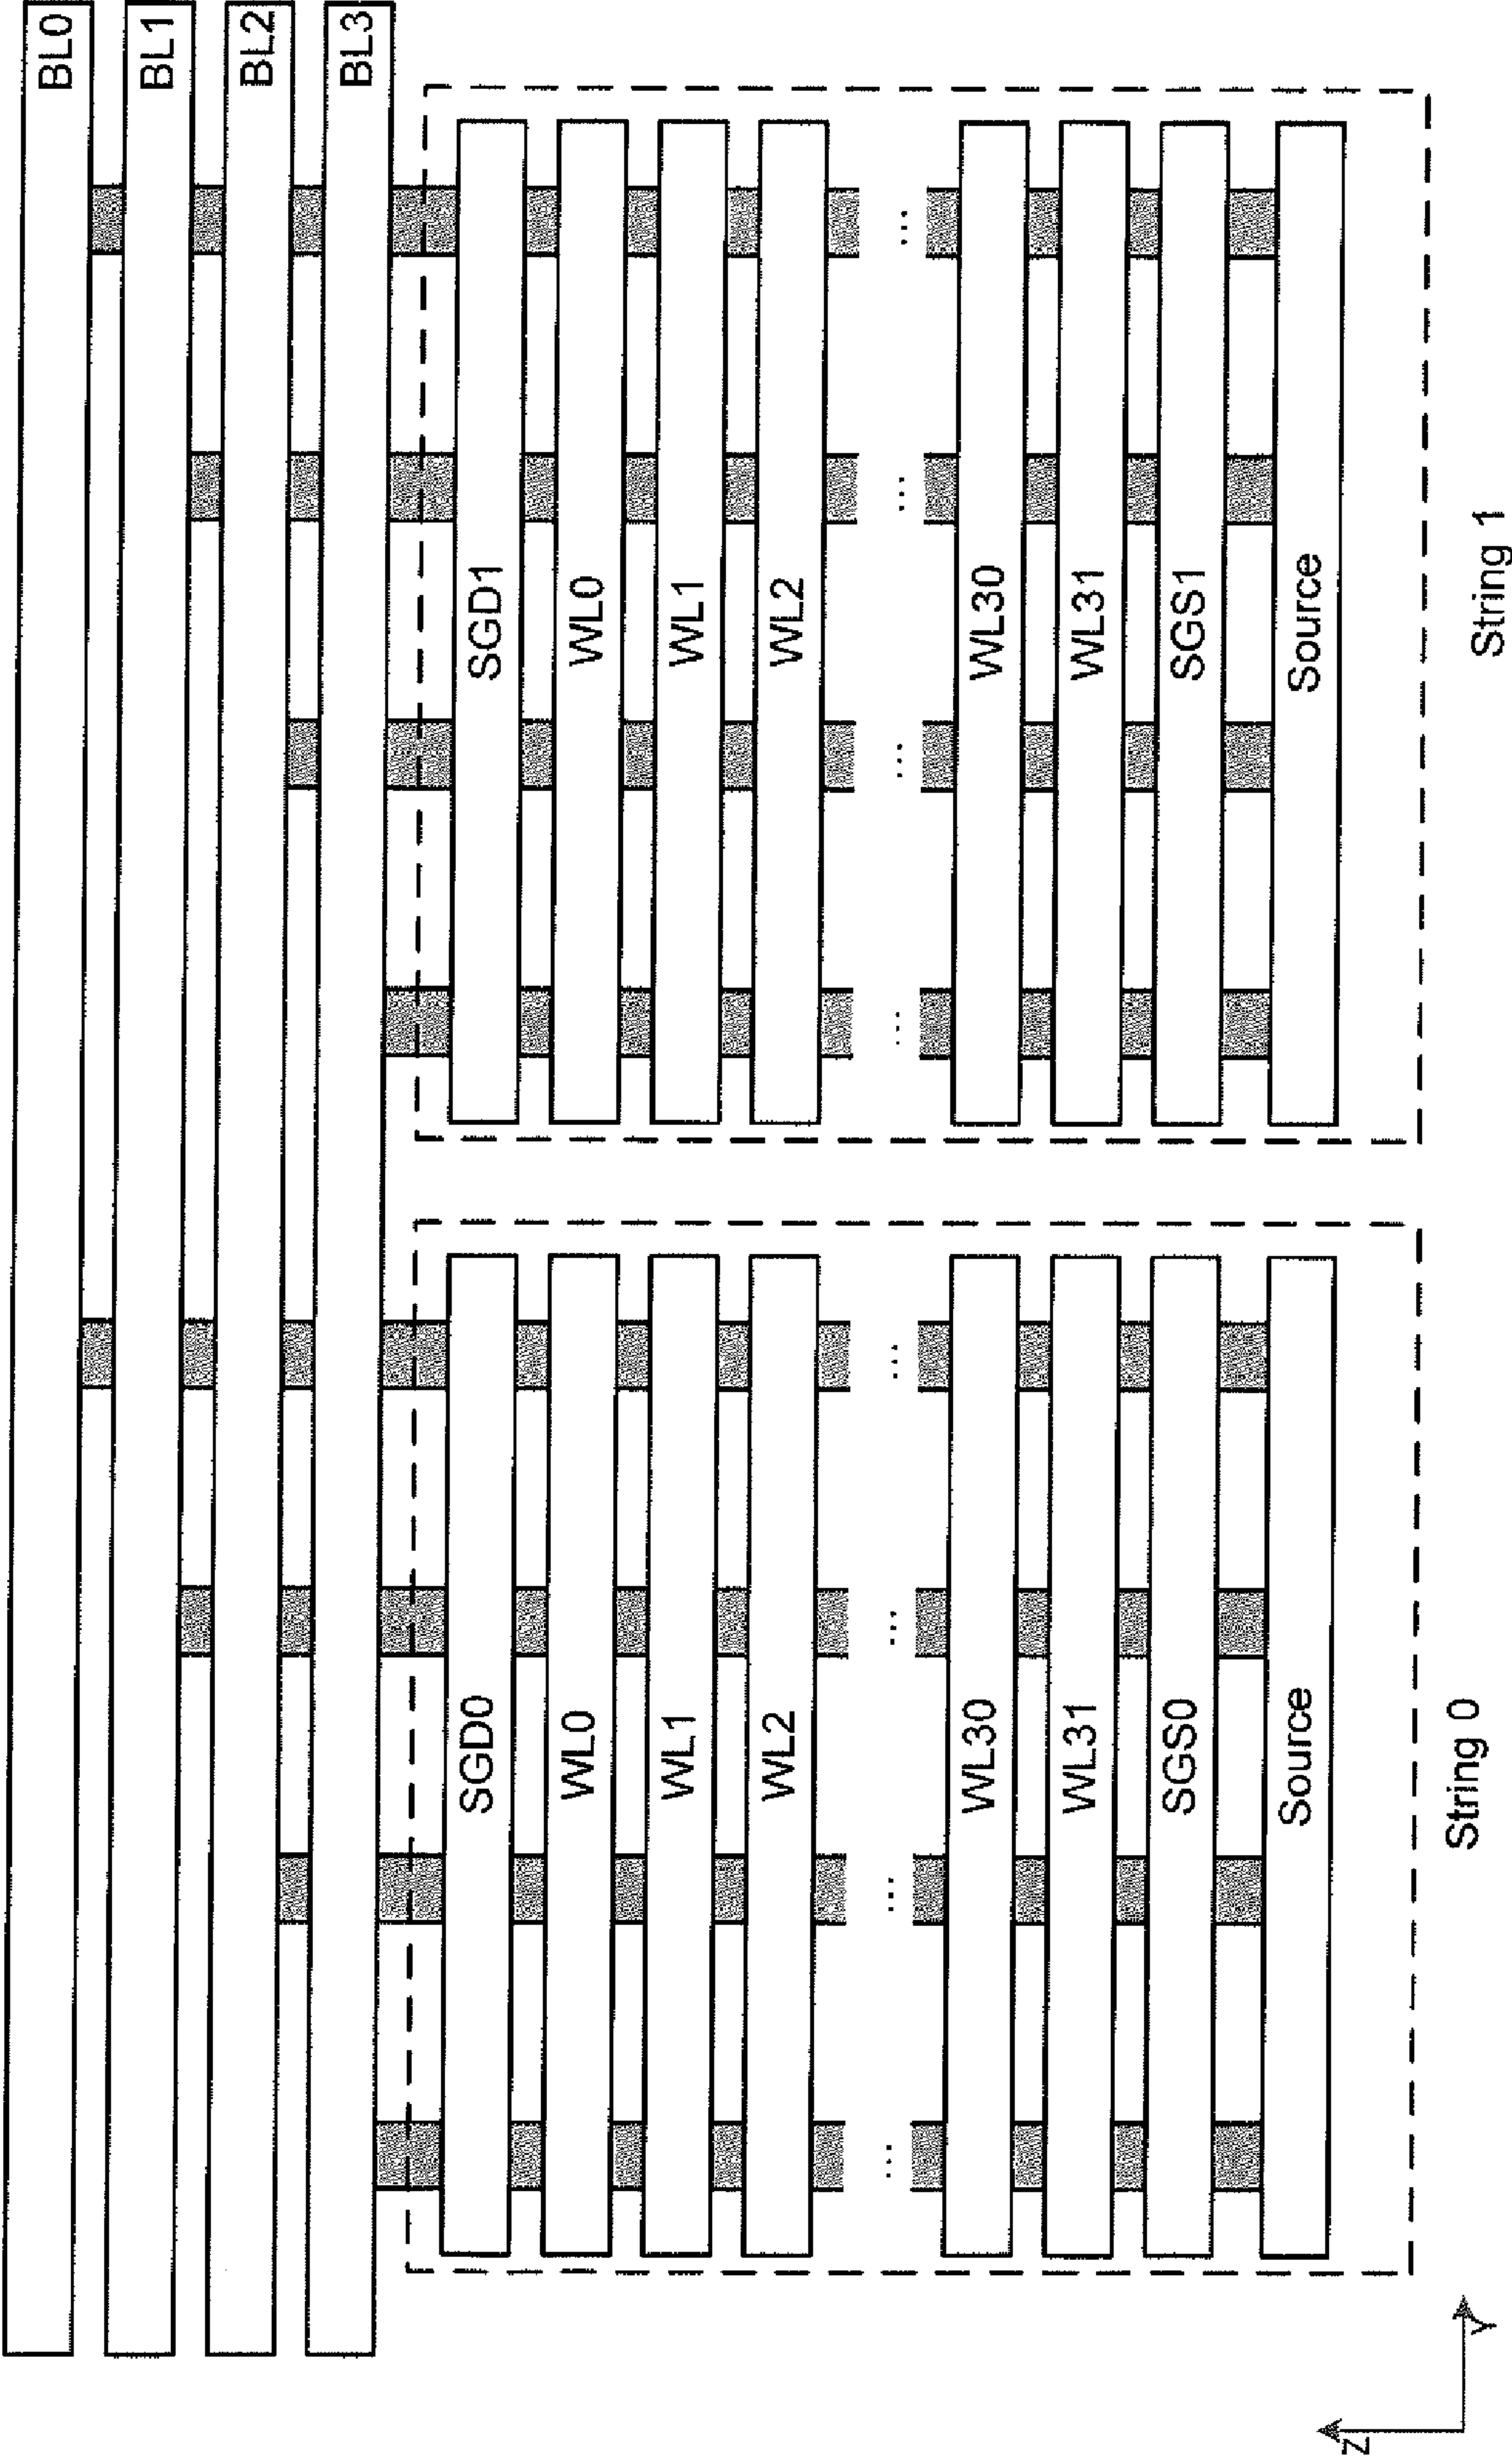 BL0
BL1
BL2
BL3
SGD0
WL0
WL1
WL2
...
...
...
...
WL30
WL31
SGS0
Source
String 0
SGD1
WL0
WL1
WL2
...
...
...
...
WL30
WL31
SGS1
Source
String 1
Z
Y